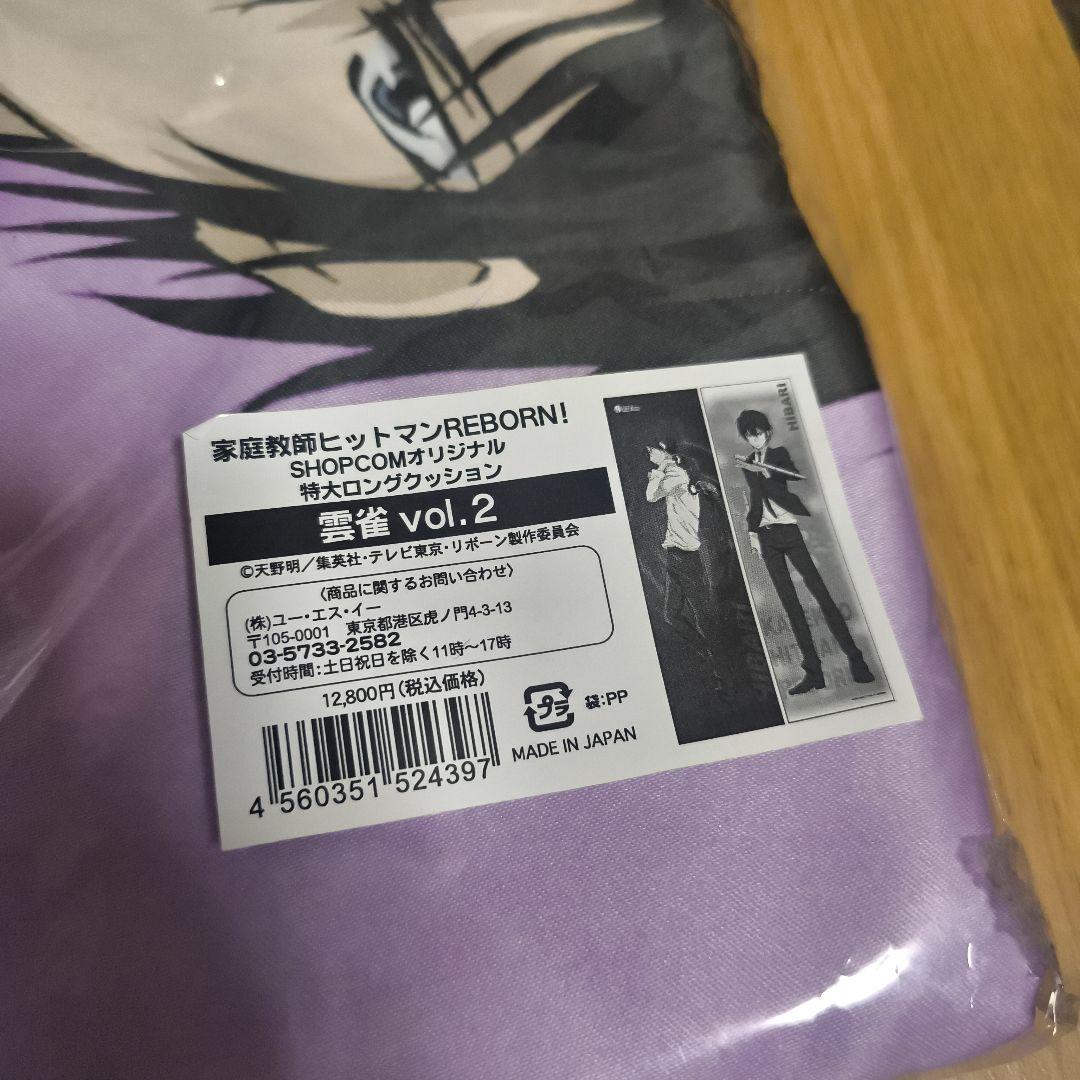 家庭教師ヒットマンREBORN!
SHOPCOMオリジナル
特大ロングクッション
雲雀 vol.2
©天野明/集英社・テレビ東京・リボーン製作委員会
〈商品に関するお問い合わせ〉
(株)ユー・エス・イー
〒105-0001 東京都港区虎ノ門4-3-13
03-5733-2582
受付時間:土日祝日を除く11時〜17時
12,800円(税込価格)
4 560351 524397
プラ
袋:PP
MADE IN JAPAN
HIBARI